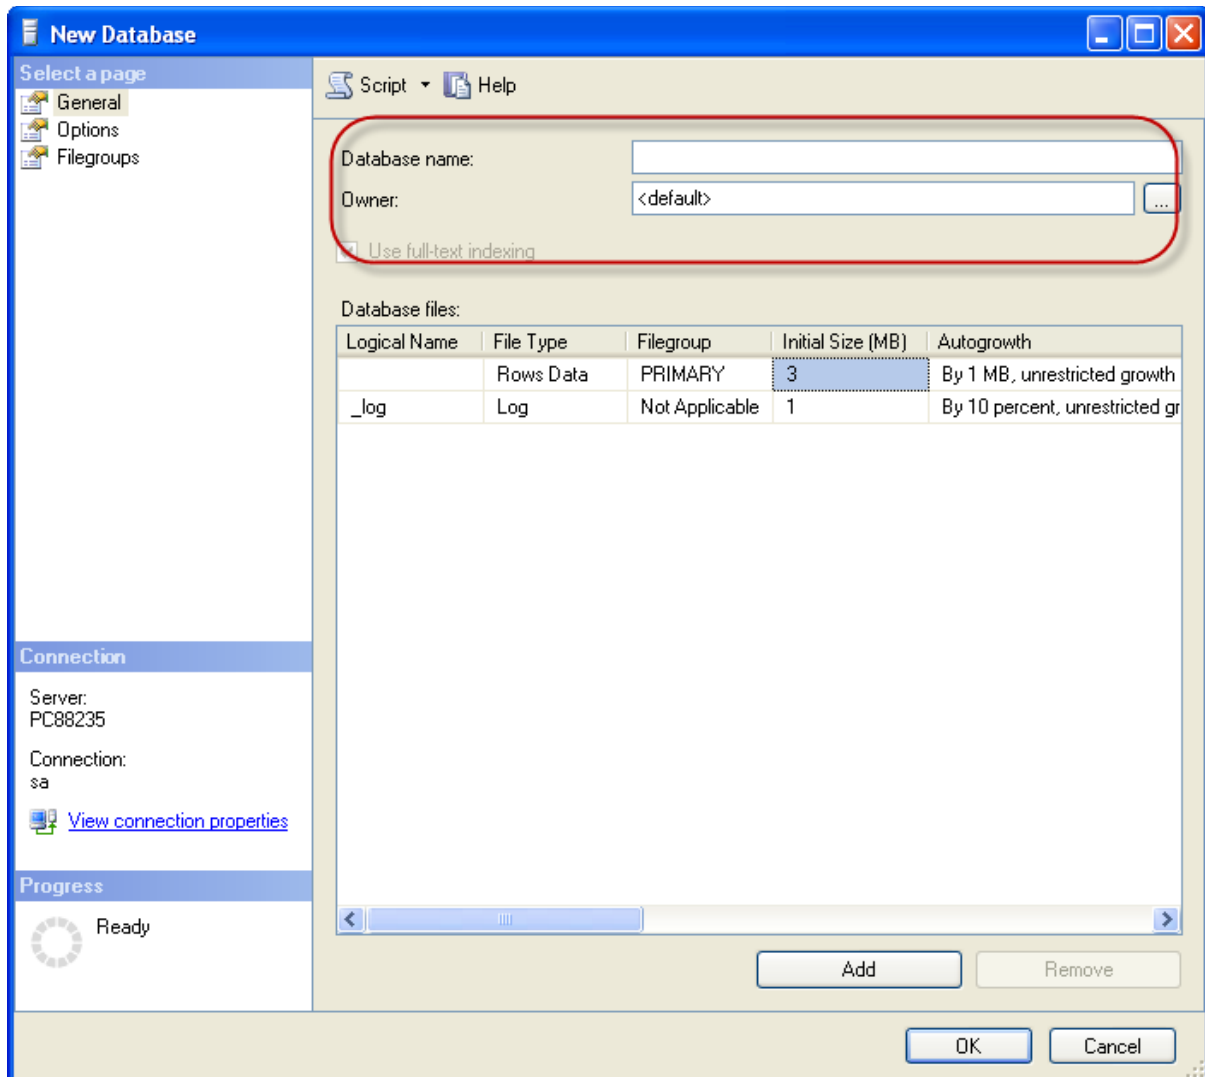 New Database
Select a page
General
Options
Filegroups
Script
Help
Database name:
Owner:
<default>
...
Use full-text indexing
Database files:
Logical Name File Type Filegroup Initial Size (MB) Autogrowth
Rows Data PRIMARY 3 By 1 MB, unrestricted growth
_log Log Not Applicable 1 By 10 percent, unrestricted gr
Connection
Server:
PC88235
Connection:
sa
View connection properties
Progress
Ready
Add
Remove
OK
Cancel